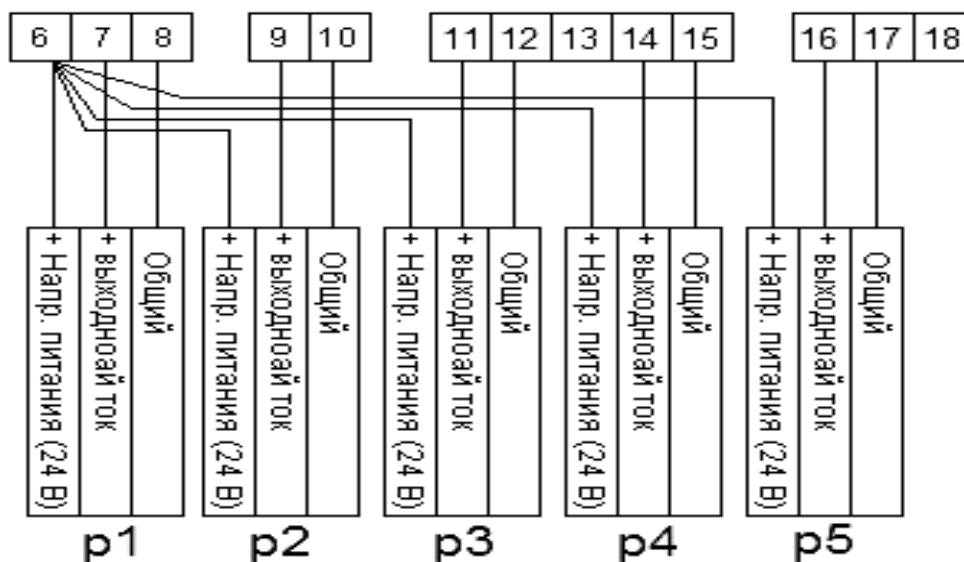 6 7 8 9 10 11 12 13 14 15 16 17 18
+ Напр. питания (24 В)
+ выходноай ток
Общий
+ Напр. питания (24 В)
+ выходноай ток
Общий
+ Напр. питания (24 В)
+ выходноай ток
Общий
+ Напр. питания (24 В)
+ выходноай ток
Общий
+ Напр. питания (24 В)
+ выходноай ток
Общий
p1 p2 p3 p4 p5